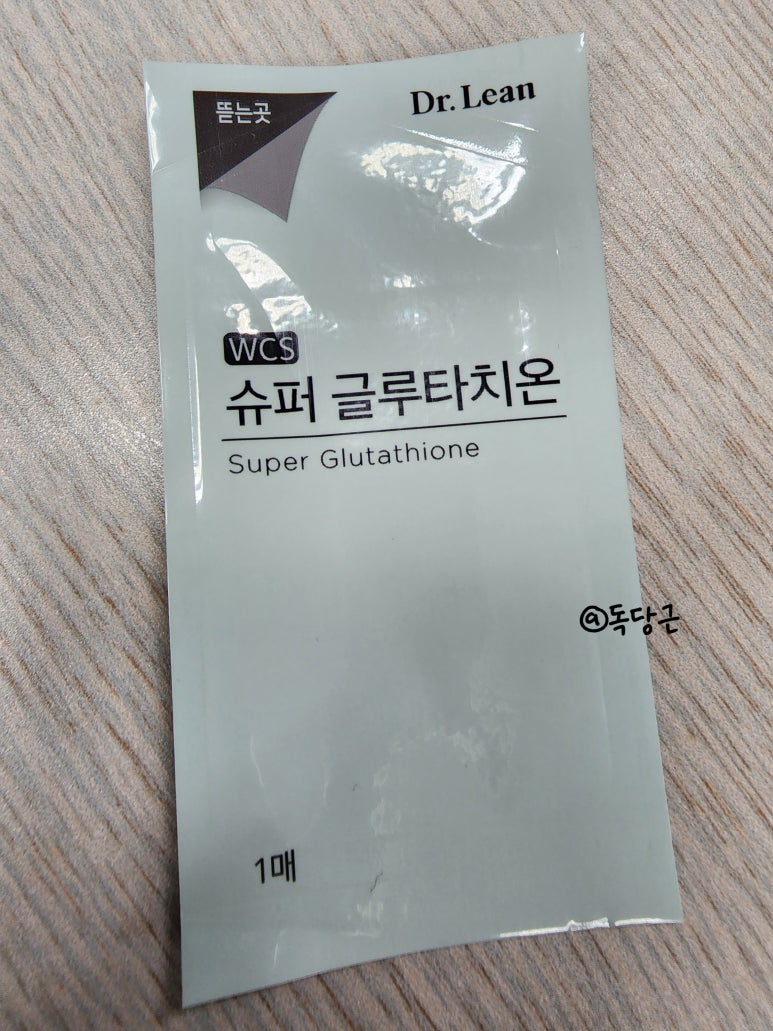 뜯는곳
Dr. Lean
WCS
슈퍼 글루타치온
Super Glutathione
@독당근
1매